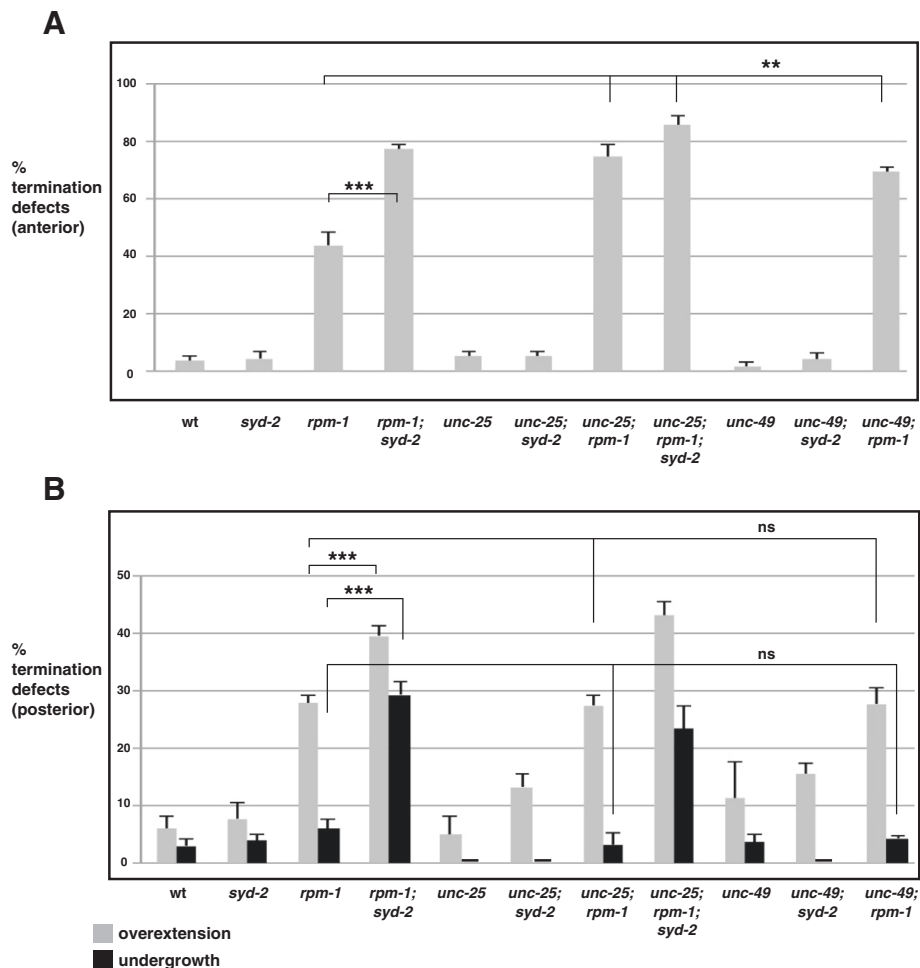 A
**
100
80
%
termination
defects
(anterior)
***
60
40
20
0
wt syd-2 rpm-1 rpm-1; unc-25 unc-25; unc-25; unc-25; unc-49 unc-49; unc-49;
syd-2 syd-2 rpm-1 rpm-1; syd-2 rpm-1
syd-2
B
ns
***
50
***
40
%
termination
defects
(posterior)
ns
30
20
10
0
wt syd-2 rpm-1 rpm-1; unc-25 unc-25; unc-25; unc-25; unc-49 unc-49; unc-49;
syd-2 syd-2 rpm-1 rpm-1; syd-2 rpm-1
syd-2
overextension
undergrowth